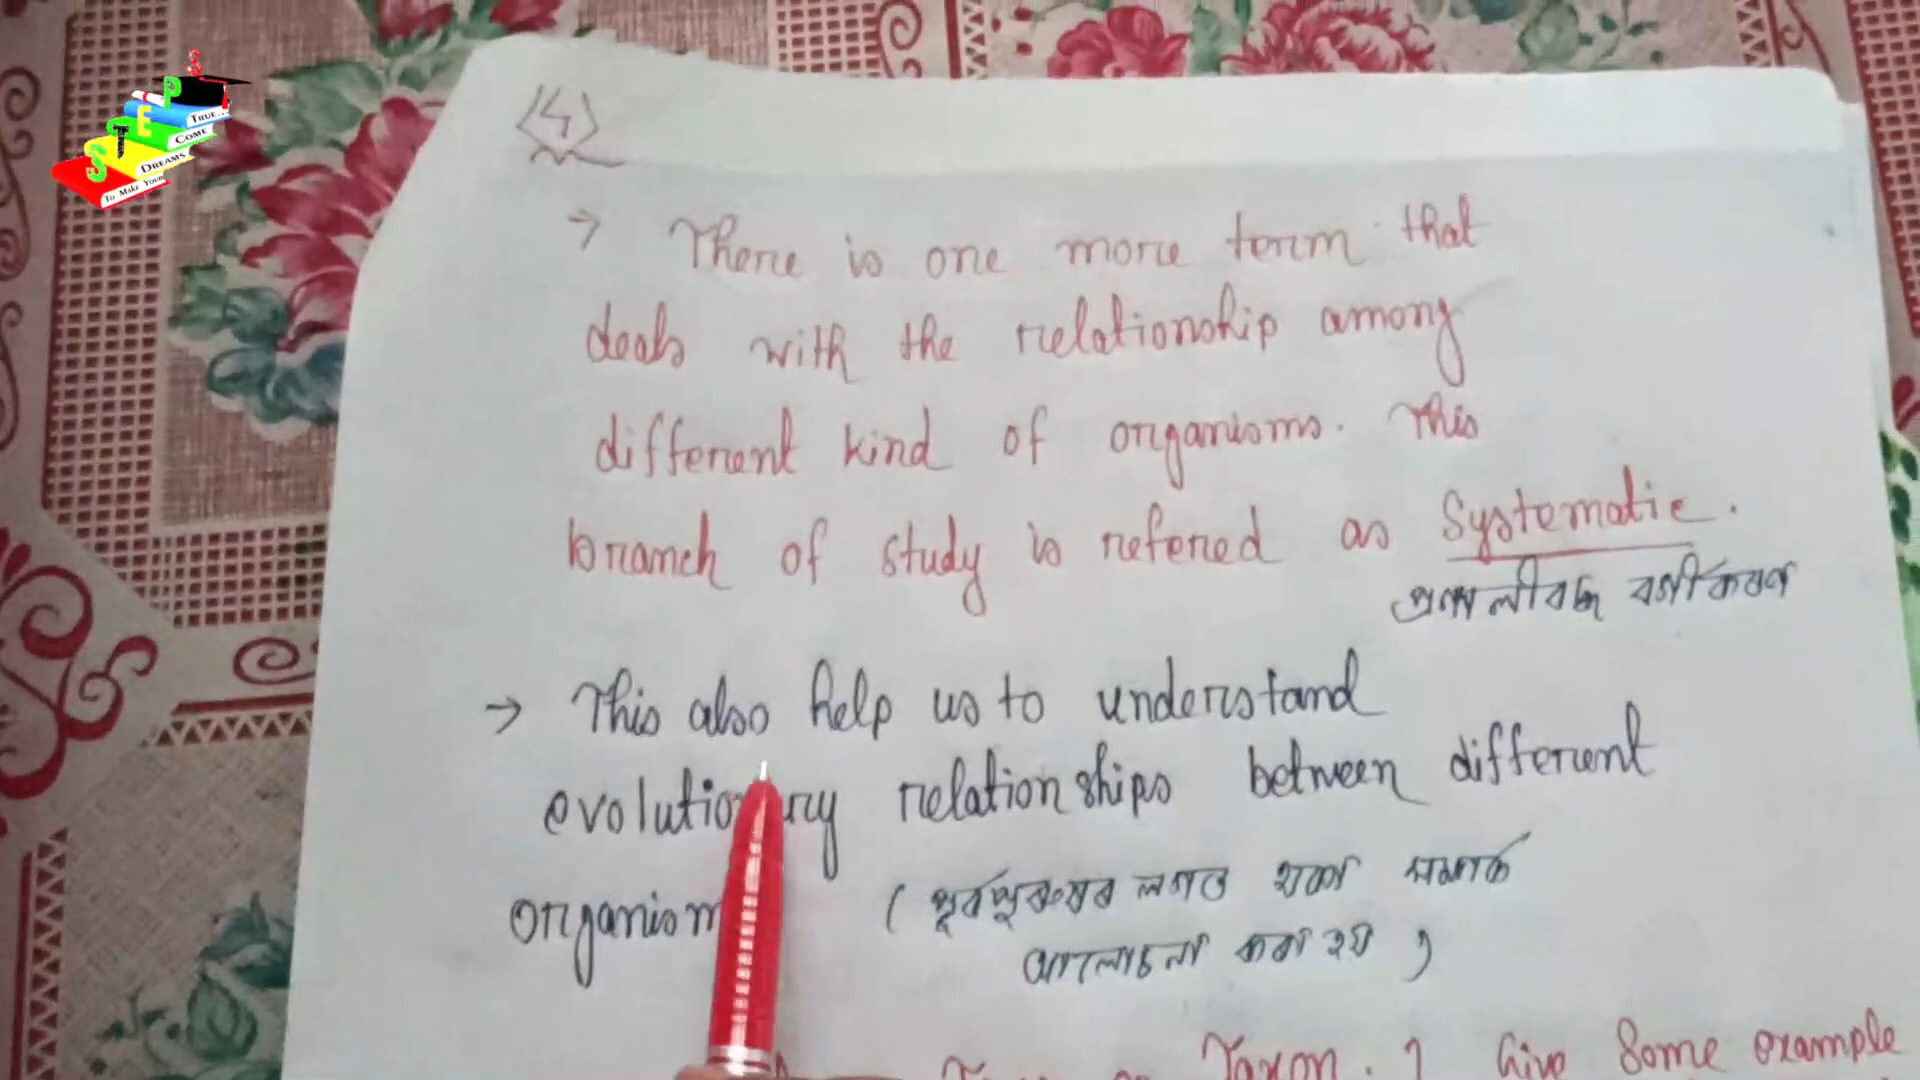 STEPS
TRUE...
COME
DREAMS
To MAKE YOUR
<4>
→ There is one more term that
deals with the relationship among
different kind of organisms. This
branch of study is refered as Systematic.
প্ৰণালীবদ্ধ বৰ্গীকৰণ
→ This also help us to understand
evolutionary relationships between different
organism
( পূৰ্বপুৰুষৰ লগত থকা সম্পৰ্ক
আলোচনা কৰা হয় )
Taxon. ? Give Some example